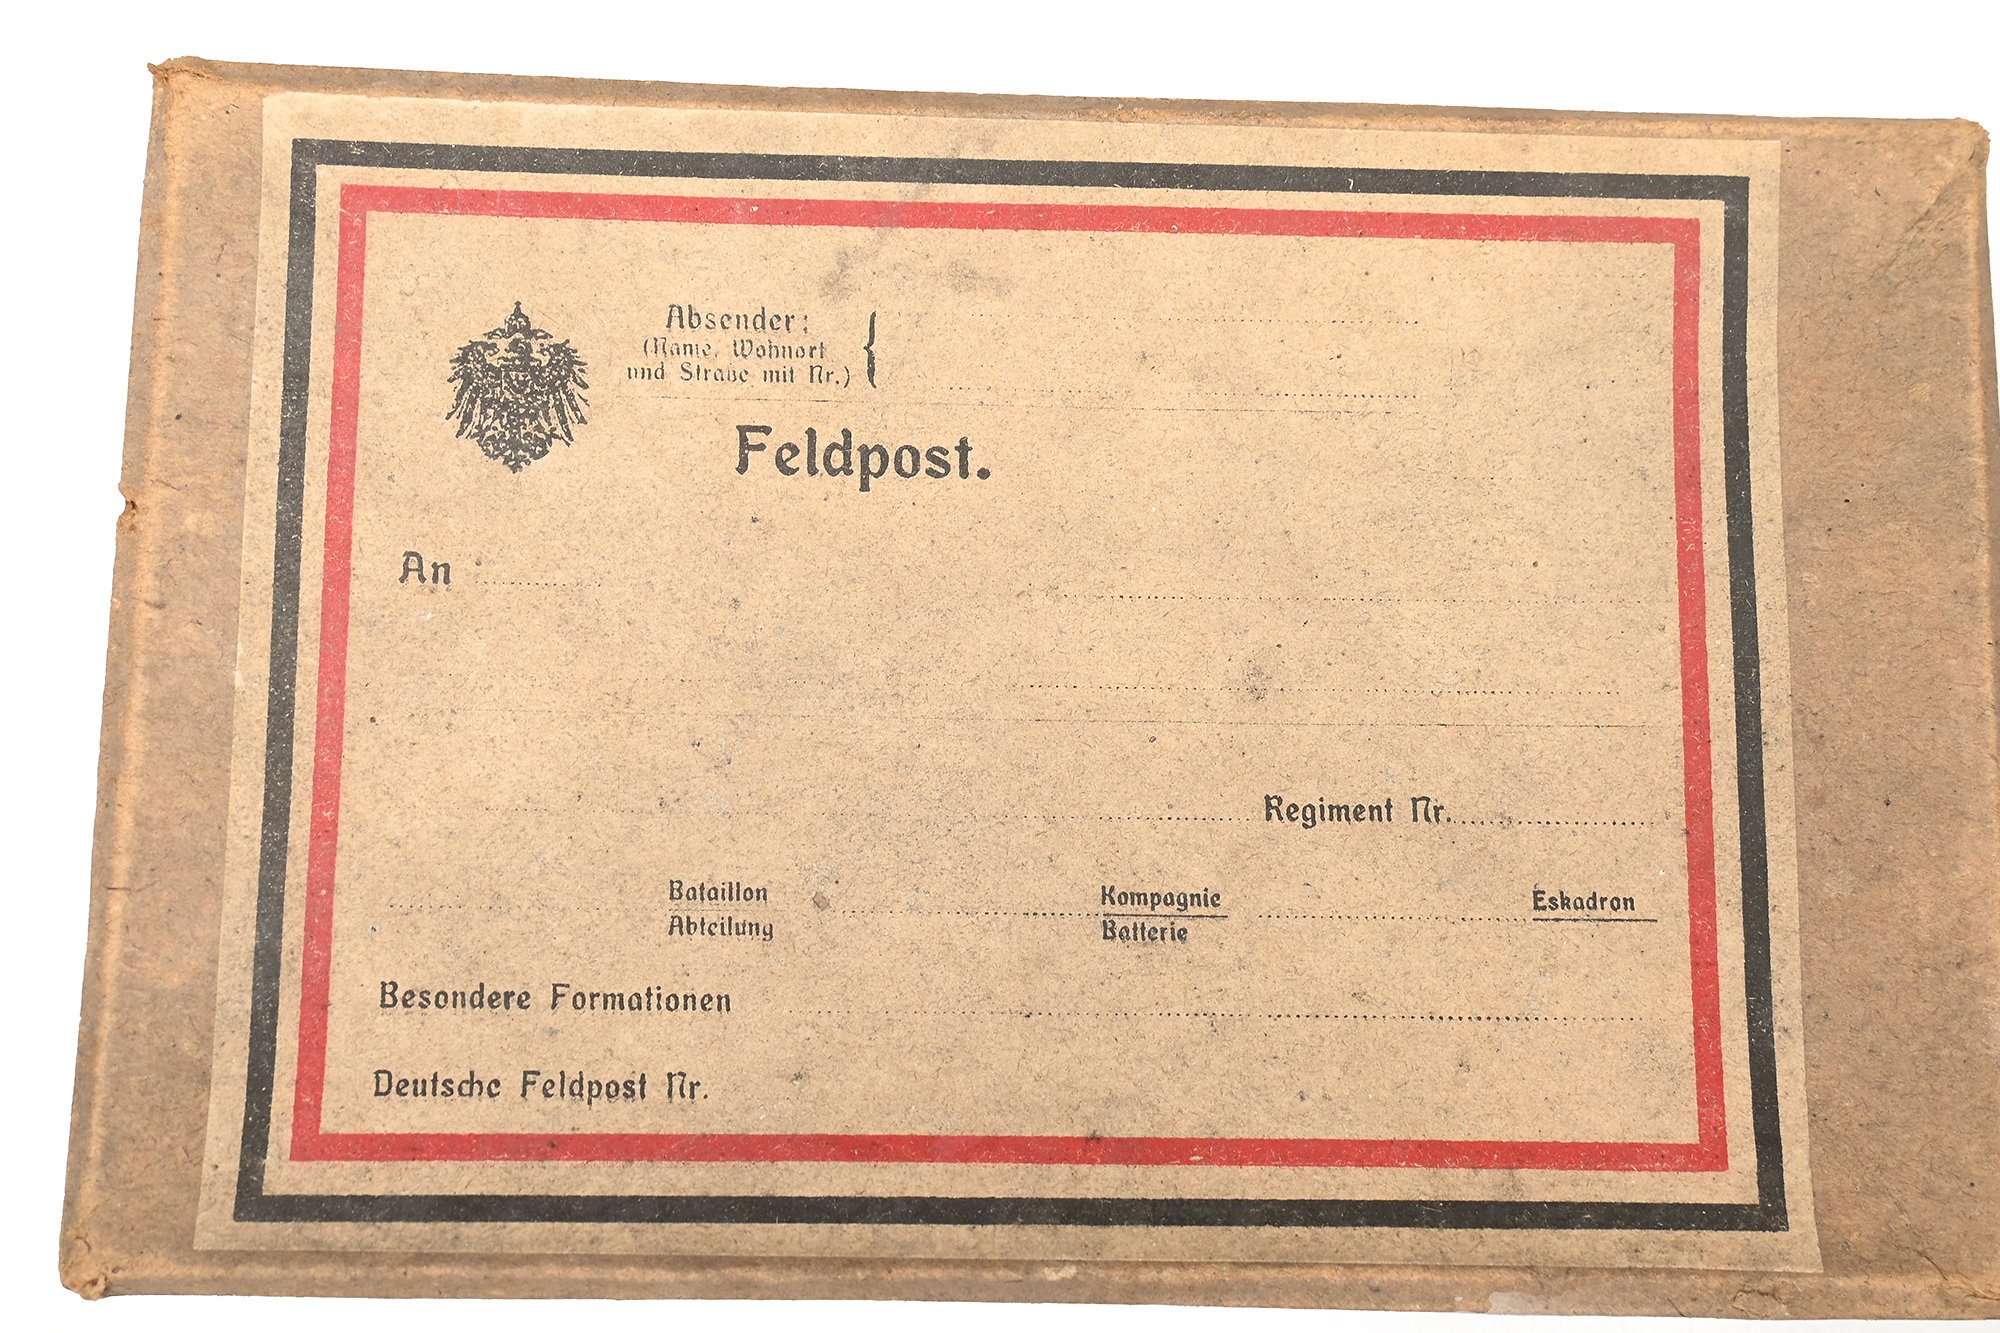 Absender:
(Name, Wohnort
und Straße mit Nr.)
Feldpost.
An
Regiment Nr.
Bataillon Kompagnie Eskadron
Abteilung Batterie
Besondere Formationen
Deutsche Feldpost Nr.